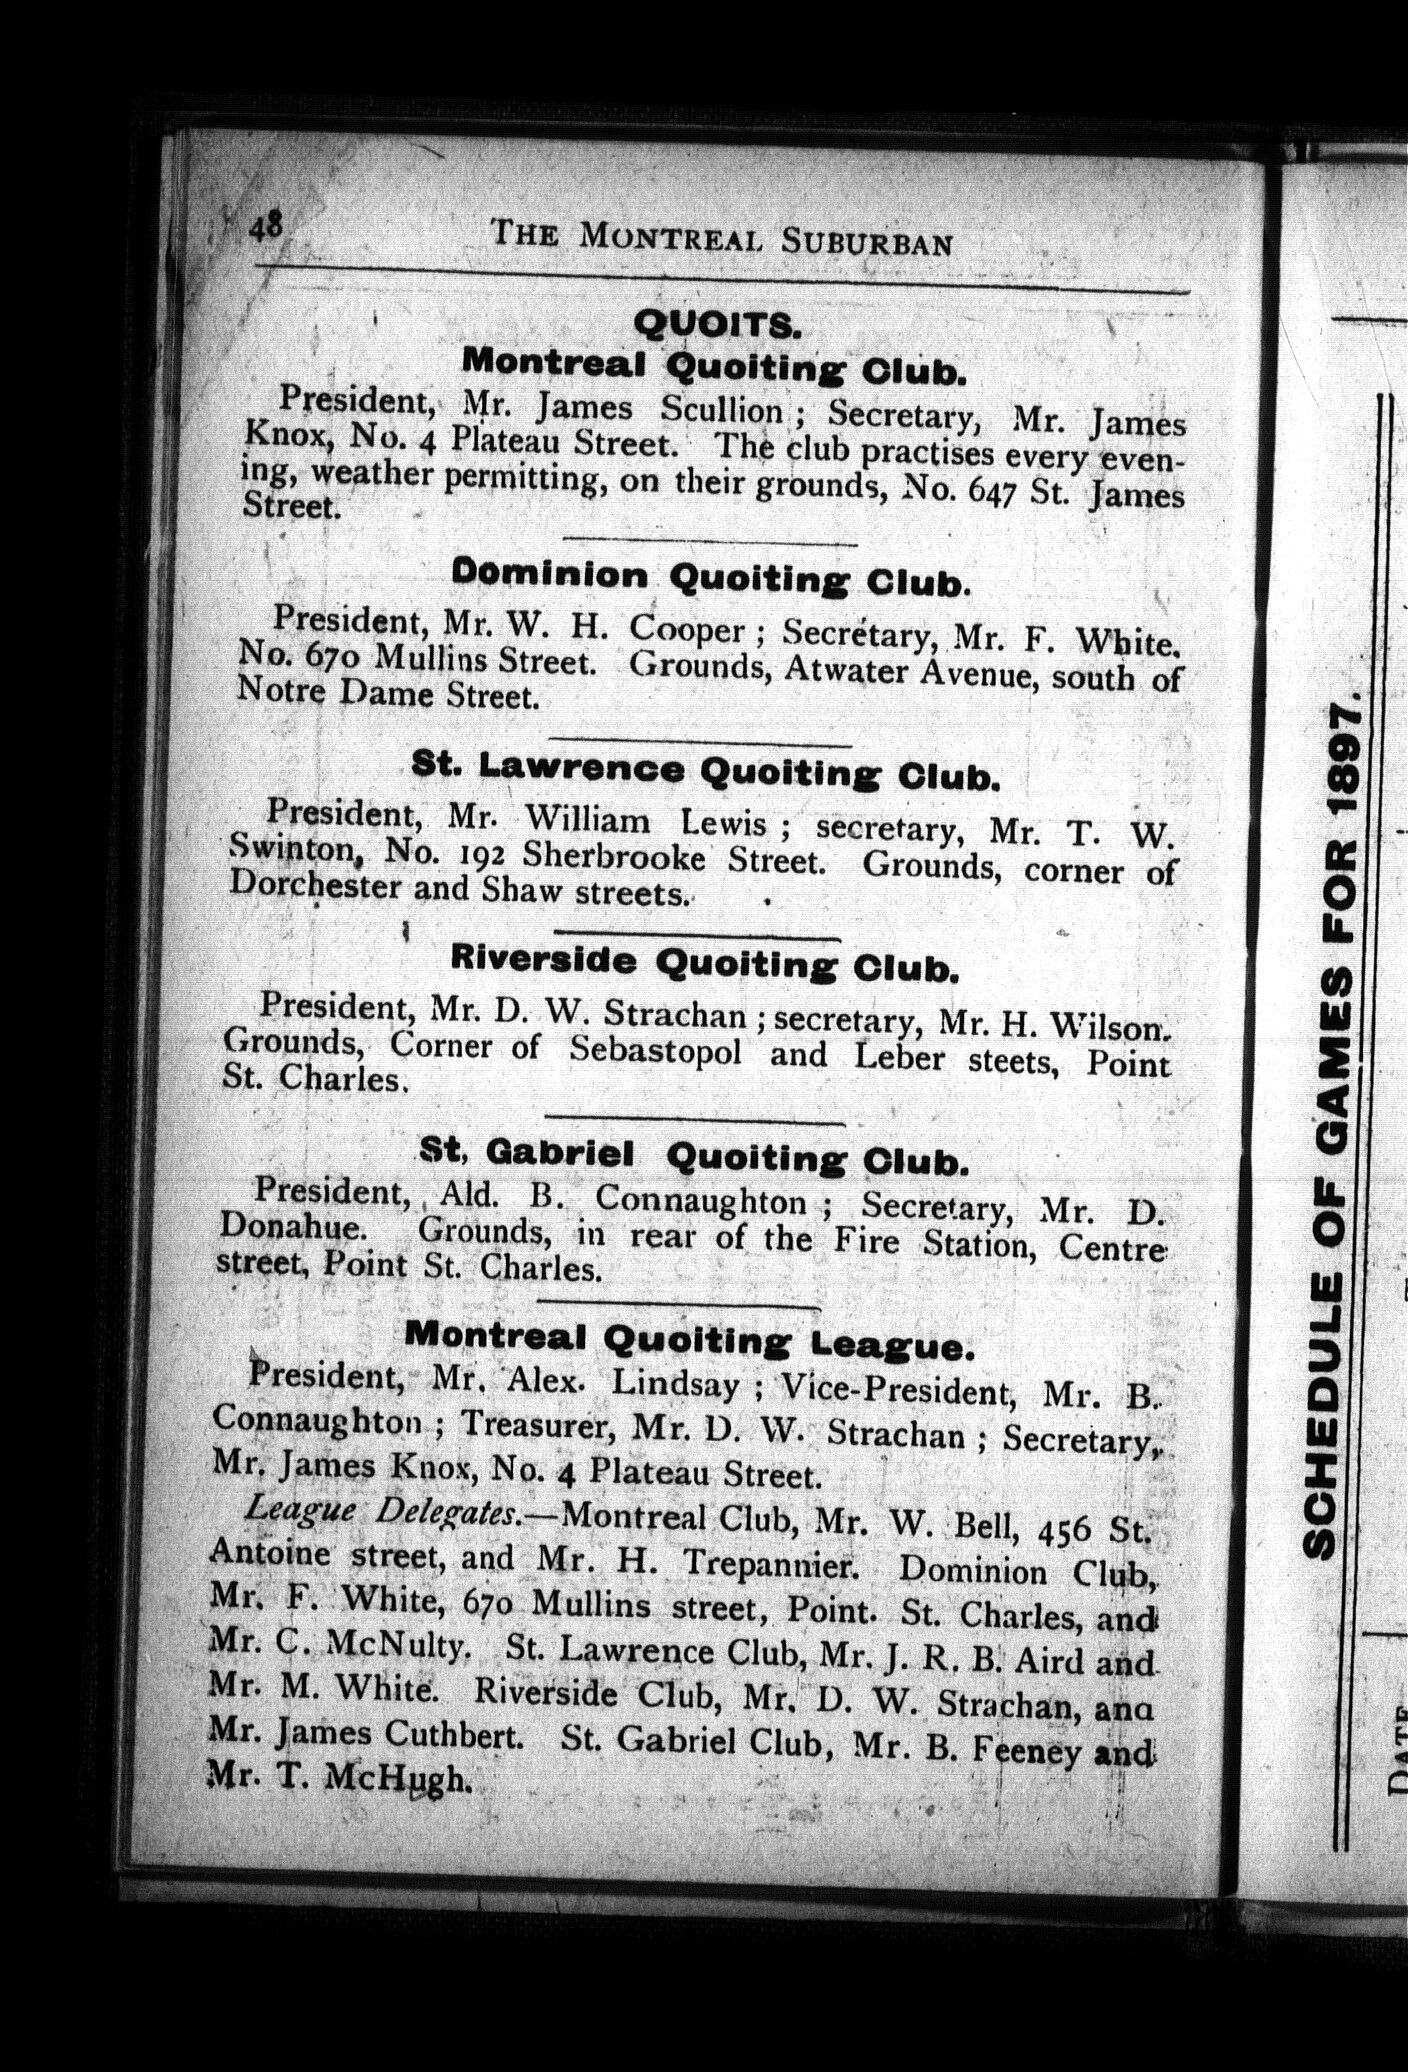 48
THE MONTREAL SUBURBAN
QUOITS.
Montreal Quoiting Club.
President, Mr. James Scullion ; Secretary, Mr. James
Knox, No. 4 Plateau Street. The club practises every even-
ing, weather permitting, on their grounds, No. 647 St. James
Street.
Dominion Quoiting Club.
President, Mr. W. H. Cooper ; Secretary, Mr. F. White.
No. 670 Mullins Street. Grounds, Atwater Avenue, south of
Notre Dame Street.
St. Lawrence Quoiting Club.
President, Mr. William Lewis ; secretary, Mr. T. W.
Swinton, No. 192 Sherbrooke Street. Grounds, corner of
Dorchester and Shaw streets.
Riverside Quoiting Club.
President, Mr. D. W. Strachan ; secretary, Mr. H. Wilson.
Grounds, Corner of Sebastopol and Leber steets, Point
St. Charles.
St, Gabriel Quoiting Club.
President, Ald. B. Connaughton ; Secretary, Mr. D.
Donahue. Grounds, in rear of the Fire Station, Centre
street, Point St. Charles.
Montreal Quoiting League.
President, Mr. Alex. Lindsay ; Vice-President, Mr. B.
Connaughton ; Treasurer, Mr. D. W. Strachan ; Secretary,
Mr. James Knox, No. 4 Plateau Street.
League Delegates.—Montreal Club, Mr. W. Bell, 456 St.
Antoine street, and Mr. H. Trepannier. Dominion Club,
Mr. F. White, 670 Mullins street, Point. St. Charles, and
Mr. C. McNulty. St. Lawrence Club, Mr. J. R. B. Aird and
Mr. M. White. Riverside Club, Mr. D. W. Strachan, and
Mr. James Cuthbert. St. Gabriel Club, Mr. B. Feeney and
Mr. T. McHugh.
SCHEDULE OF GAMES FOR 1897.
DATE